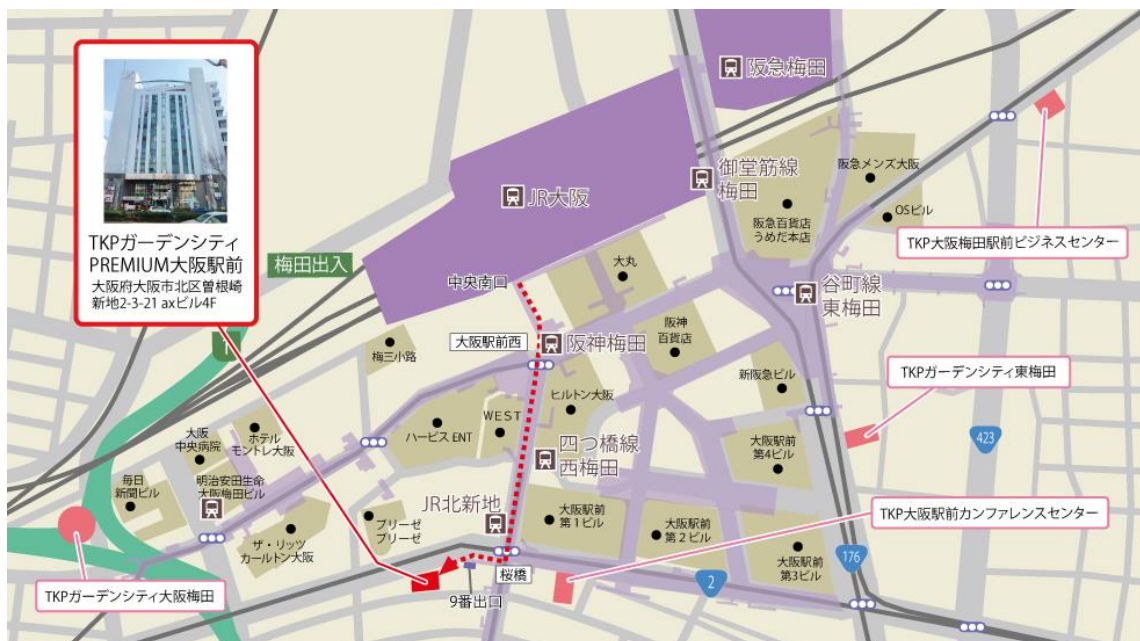 TKPガーデンシティ
PREMIUM大阪駅前
大阪府大阪市北区曽根崎
新地2-3-21 axビル4F
阪急梅田
御堂筋線
梅田
JR大阪
阪急メンズ大阪
OSビル
阪急百貨店
うめだ本店
TKP大阪梅田駅前ビジネスセンター
梅田出入
1
中央南口
大丸
谷町線
東梅田
大阪駅前西
阪神梅田
阪神
百貨店
梅三小路
新阪急ビル
TKPガーデンシティ東梅田
ヒルトン大阪
WEST
ハービス ENT
423
大阪
中央病院
ホテル
モントレ大阪
四つ橋線
西梅田
大阪駅前
第4ビル
毎日
新聞ビル
明治安田生命
大阪梅田ビル
JR北新地
ブリーゼ
ブリーゼ
大阪駅前
第1ビル
大阪駅前
第2ビル
TKP大阪駅前カンファレンスセンター
ザ・リッツ
カールトン大阪
大阪駅前
第3ビル
176
桜橋
2
TKPガーデンシティ大阪梅田
9番出口